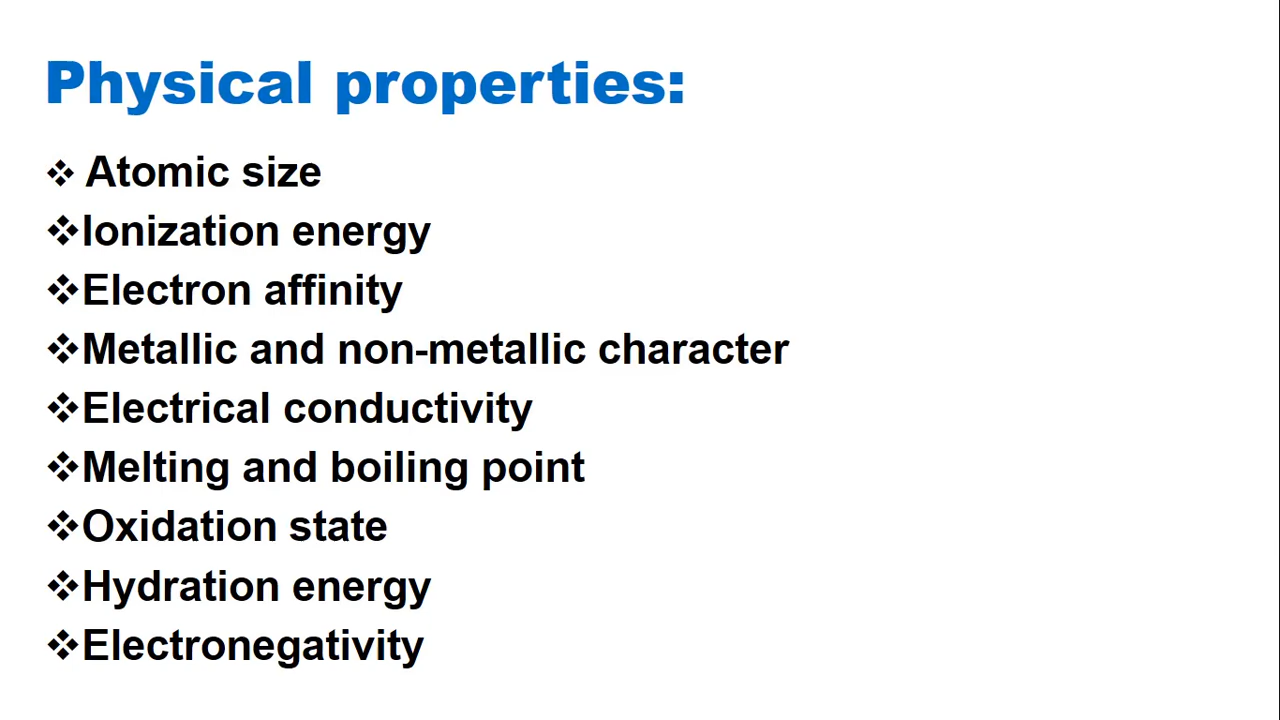 Physical properties:
❖ Atomic size
❖Ionization energy
❖Electron affinity
❖Metallic and non-metallic character
❖Electrical conductivity
❖Melting and boiling point
❖Oxidation state
❖Hydration energy
❖Electronegativity